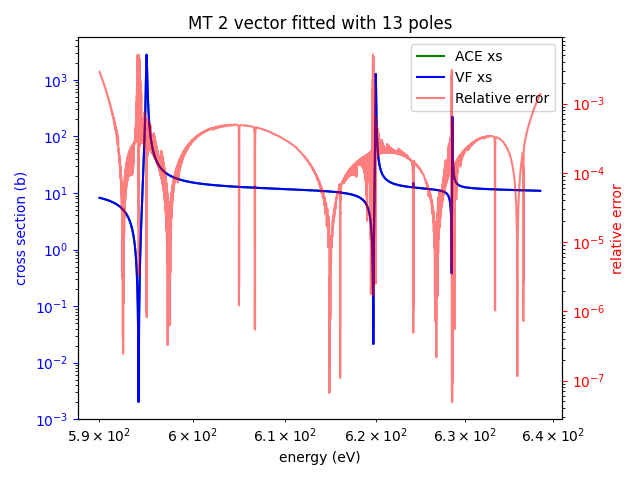 MT 2 vector fitted with 13 poles
ACE xs
VF xs
Relative error
cross section (b)
10³
10²
10¹
10⁰
10⁻¹
10⁻²
10⁻³
relative error
10⁻³
10⁻⁴
10⁻⁵
10⁻⁶
10⁻⁷
5.9 × 10² 6 × 10² 6.1 × 10² 6.2 × 10² 6.3 × 10² 6.4 × 10²
energy (eV)